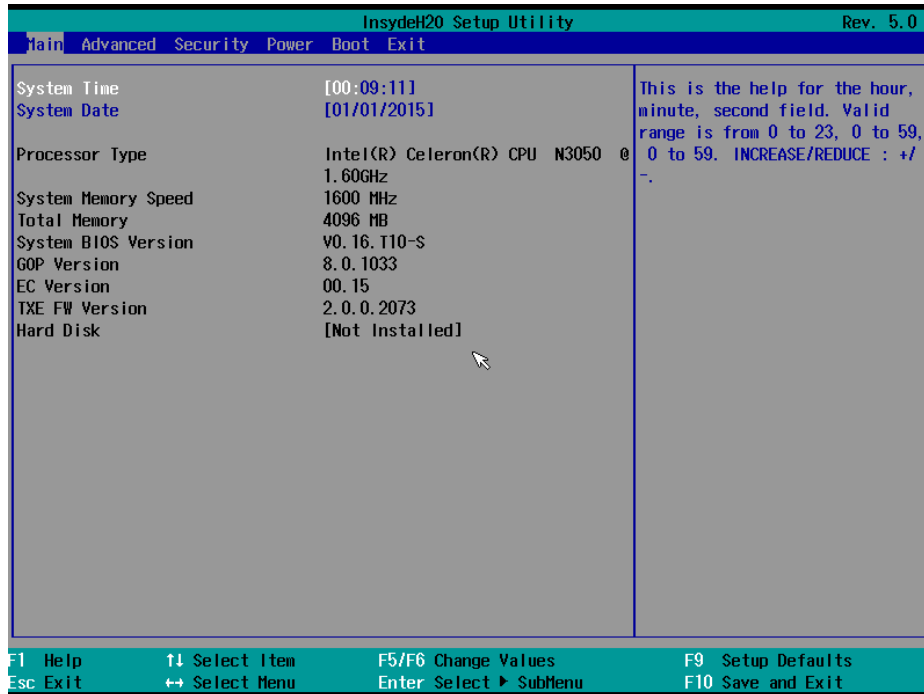 InsydeH20 Setup Utility Rev. 5.0
Main Advanced Security Power Boot Exit
System Time [00:09:11]
System Date [01/01/2015]
Processor Type Intel(R) Celeron(R) CPU N3050 @
1.60GHz
System Memory Speed 1600 MHz
Total Memory 4096 MB
System BIOS Version V0.16.T10-S
GOP Version 8.0.1033
EC Version 00.15
TXE FW Version 2.0.0.2073
Hard Disk [Not Installed]
This is the help for the hour,
minute, second field. Valid
range is from 0 to 23, 0 to 59,
0 to 59. INCREASE/REDUCE : +/
-.
F1 Help ↑↓ Select Item F5/F6 Change Values F9 Setup Defaults
Esc Exit ↔ Select Menu Enter Select ▶ SubMenu F10 Save and Exit